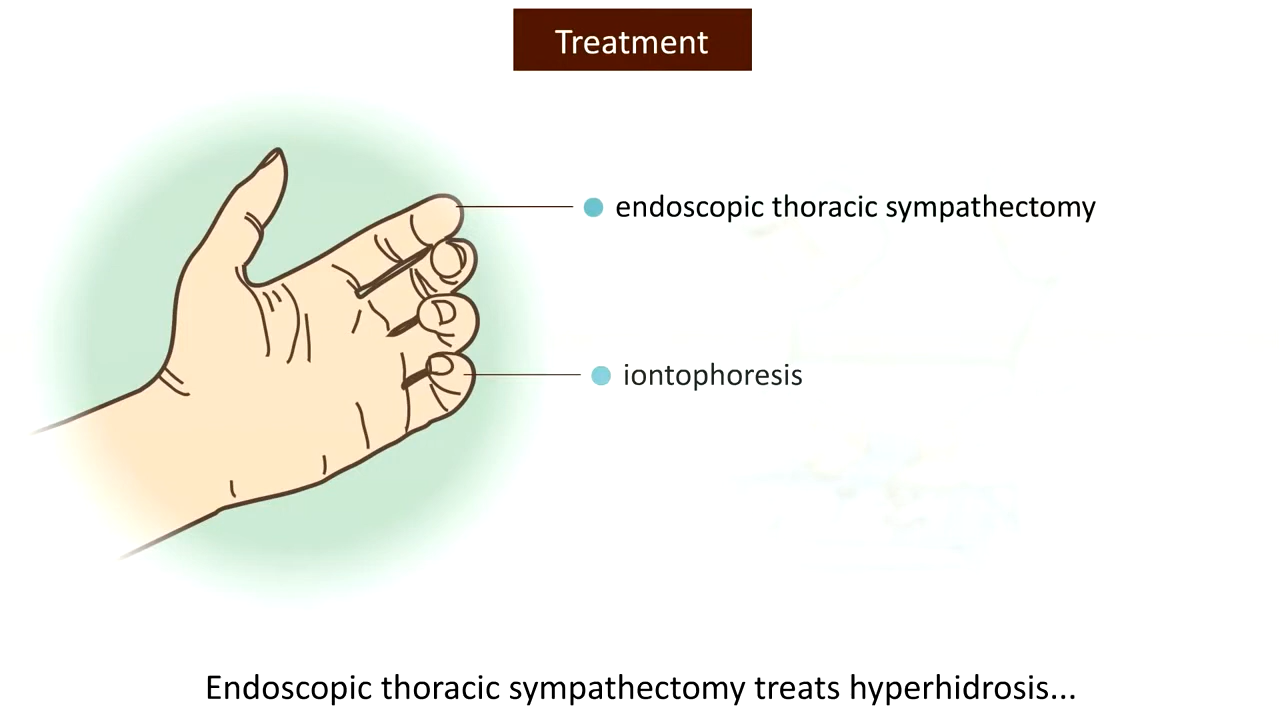 Treatment
endoscopic thoracic sympathectomy
iontophoresis
Endoscopic thoracic sympathectomy treats hyperhidrosis...